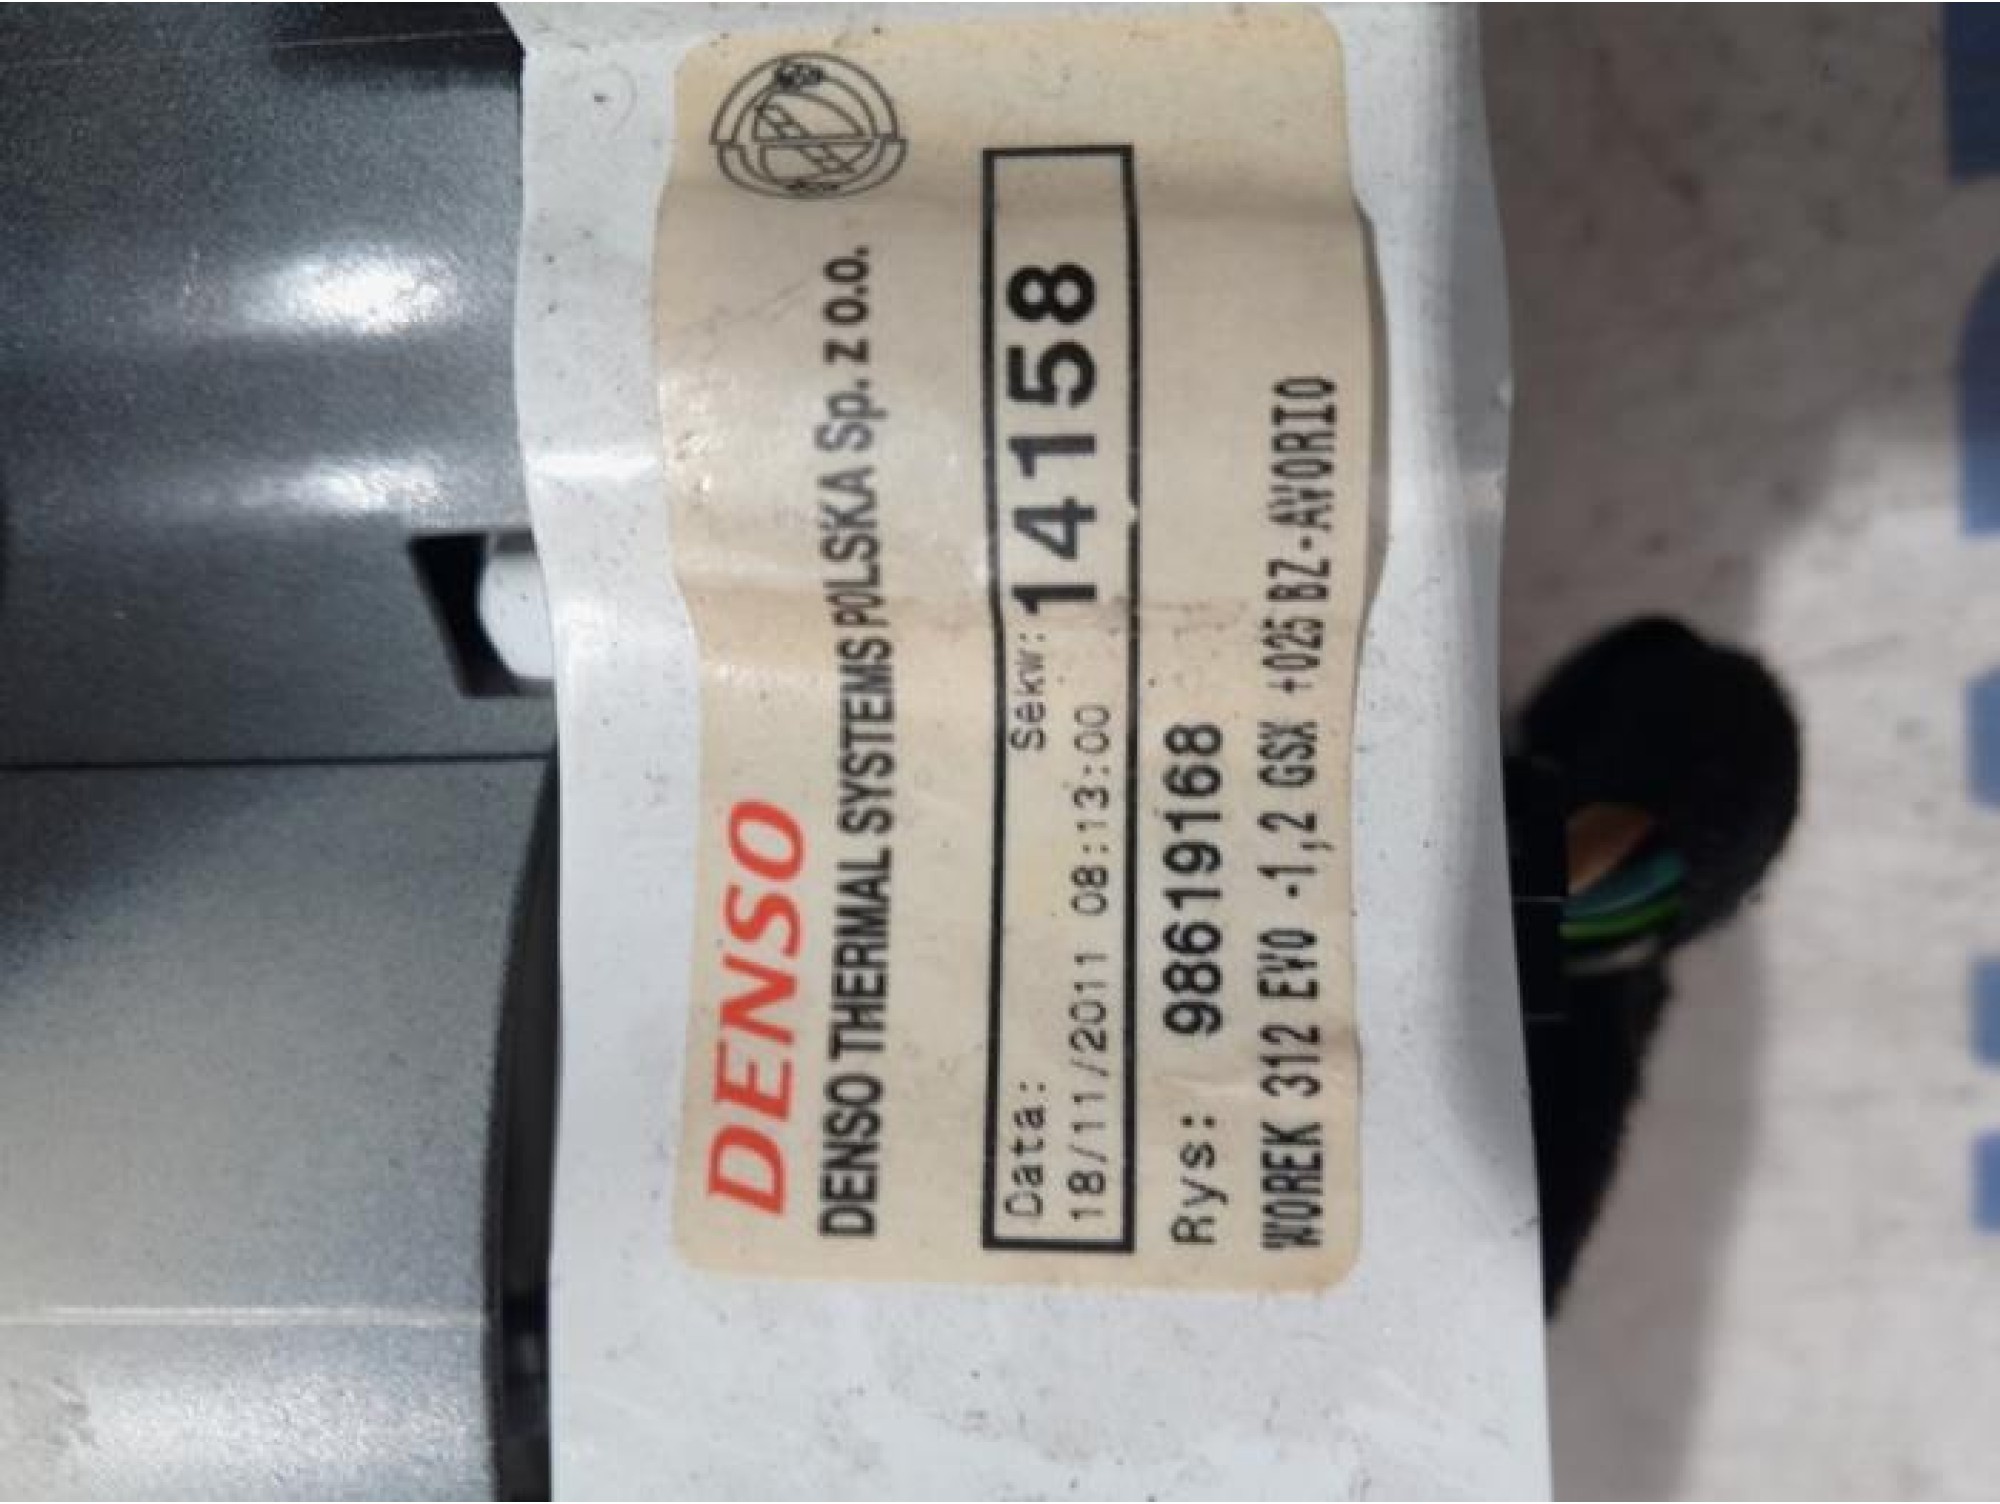 DENSO
DENSO THERMAL SYSTEMS POLSKA Sp. z o.o.
Data: Sekw: 14158
18/11/2011 08:13:00
Rys: 98619168
WOREK 312 EVO -1,2 GSX +025 BZ-AVORIO